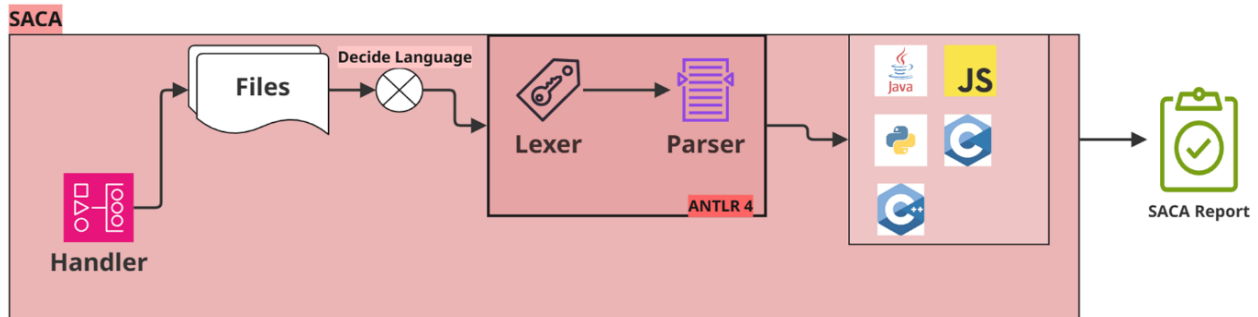 SACA
Decide Language
Files
Lexer
Parser
ANTLR 4
Handler
Java
JS
C
C++
SACA Report